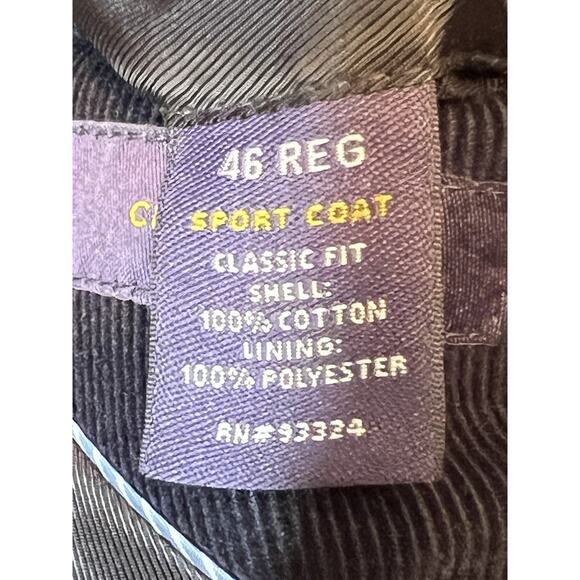 46 REG
SPORT COAT
CLASSIC FIT
SHELL:
100% COTTON
LINING:
100% POLYESTER
RN#93324